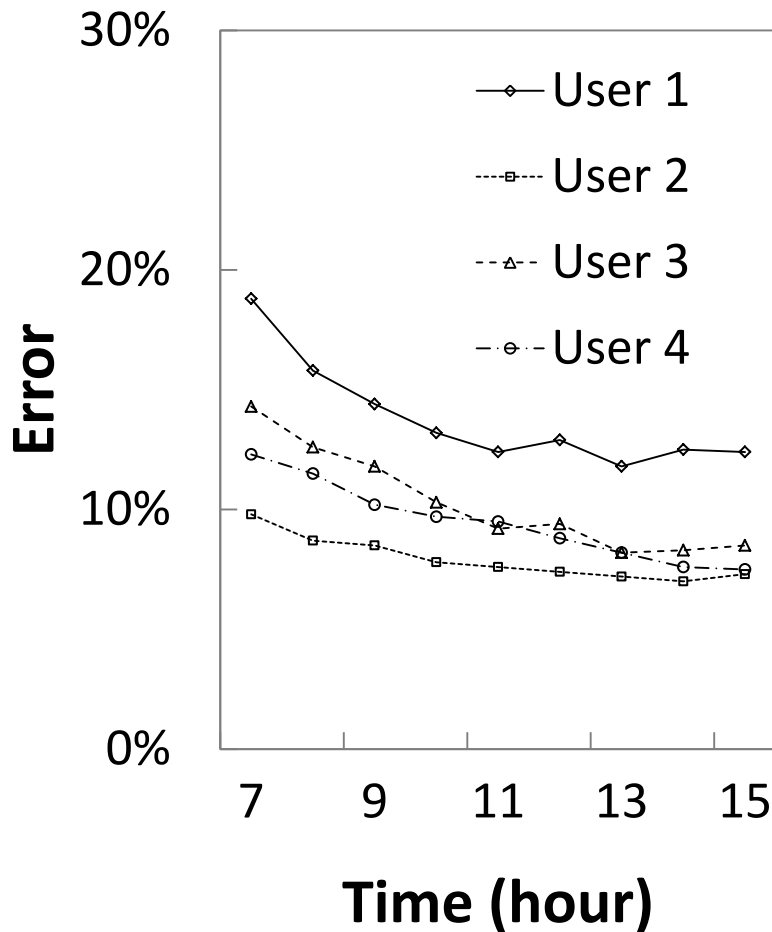 30%
20%
10%
0%
Error
User 1
User 2
User 3
User 4
7 9 11 13 15
Time (hour)